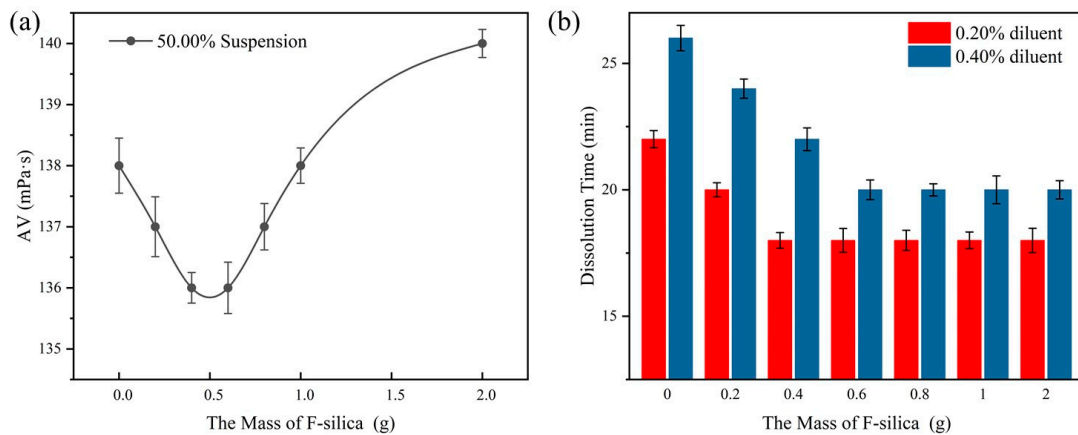 (a)
50.00% Suspension
140
139
138
137
136
135
AV (mPa·s)
0.0 0.5 1.0 1.5 2.0
The Mass of F-silica (g)
(b)
0.20% diluent
0.40% diluent
25
20
15
Dissolution Time (min)
0 0.2 0.4 0.6 0.8 1 2
The Mass of F-silica (g)